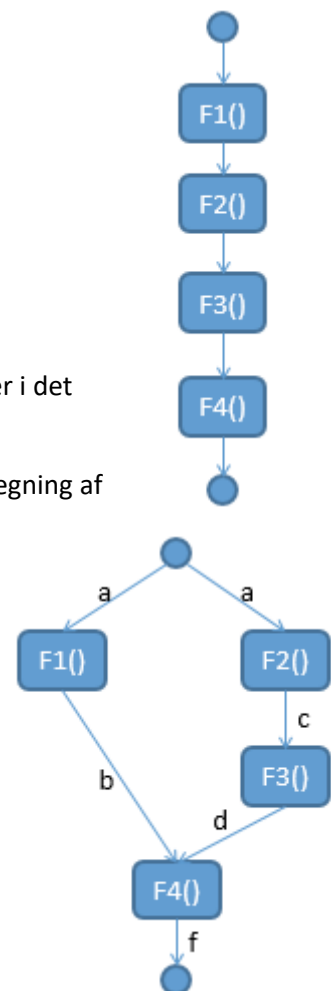 F1()
F2()
F3()
er i det
F4()
egning af
a a
F1() F2()
c
F3()
b
d
F4()
f